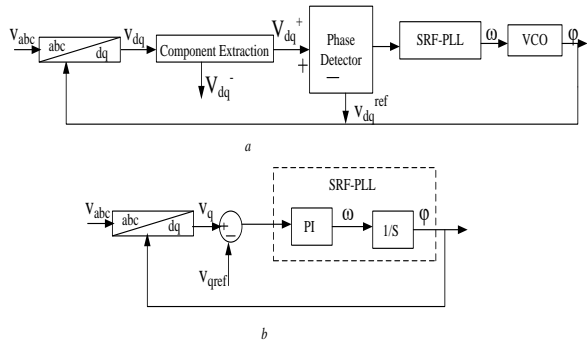 v_abc
abc
dq
v_dq
Component Extraction
V_dq^+
V_dq^-
+
Phase
Detector
−
v_dq^ref
SRF-PLL
ω
VCO
φ
a
SRF-PLL
v_abc
abc
dq
v_q
+
−
v_qref
PI
ω
1/S
φ
b